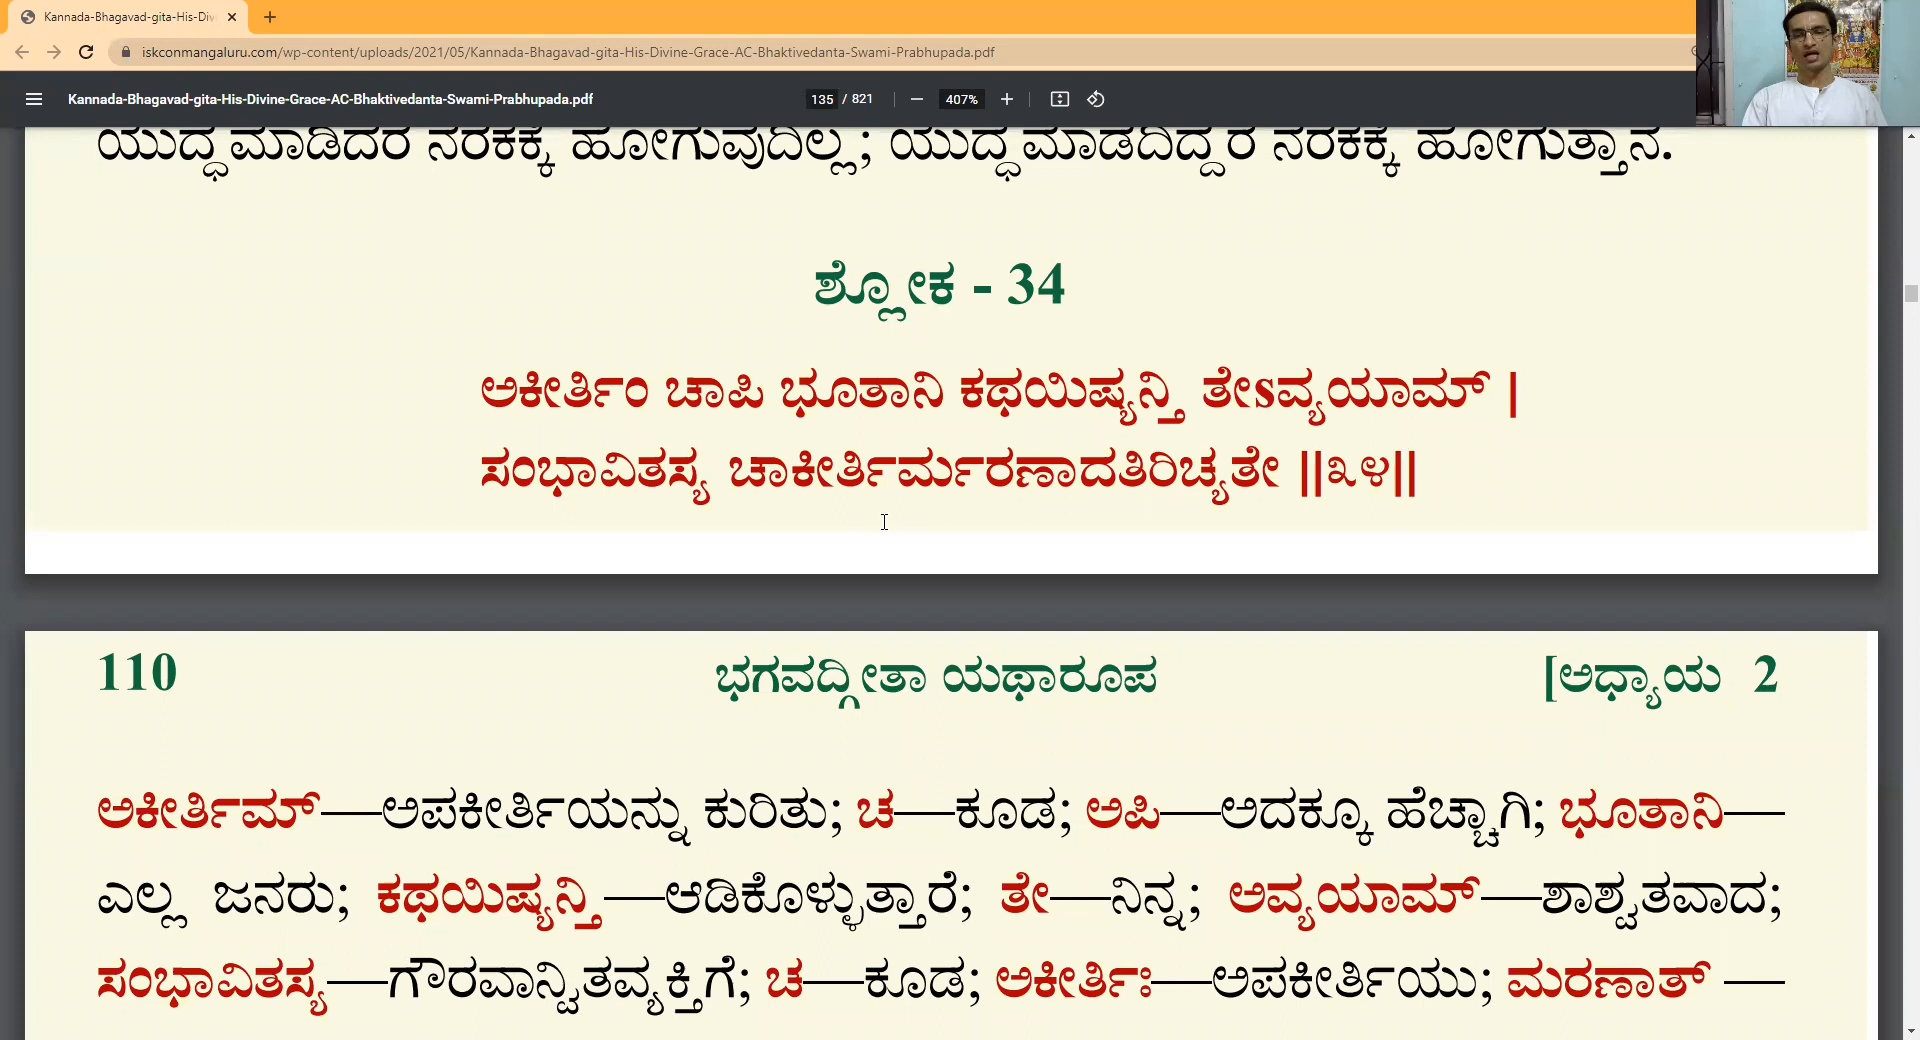 Kannada-Bhagavad-gita-His-Div
iskconmangaluru.com/wp-content/uploads/2021/05/Kannada-Bhagavad-gita-His-Divine-Grace-AC-Bhaktivedanta-Swami-Prabhupada.pdf
Kannada-Bhagavad-gita-His-Divine-Grace-AC-Bhaktivedanta-Swami-Prabhupada.pdf 135 / 821 407%
ಯುದ್ಧಮಾಡಿದರೆ ನರಕಕ್ಕೆ ಹೋಗುವುದಿಲ್ಲ; ಯುದ್ಧಮಾಡದಿದ್ದರೆ ನರಕಕ್ಕೆ ಹೋಗುತ್ತಾನೆ.
ಶ್ಲೋಕ - 34
ಅಕೀರ್ತಿಂ ಚಾಪಿ ಭೂತಾನಿ ಕಥಯಿಷ್ಯನ್ತಿ ತೇsವ್ಯಯಾಮ್ |
ಸಂಭಾವಿತಸ್ಯ ಚಾಕೀರ್ತಿರ್ಮರಣಾದತಿರಿಚ್ಯತೇ ||೩೪||
110 ಭಗವದ್ಗೀತಾ ಯಥಾರೂಪ [ಅಧ್ಯಾಯ 2
ಅಕೀರ್ತಿಮ್—ಅಪಕೀರ್ತಿಯನ್ನು ಕುರಿತು; ಚ—ಕೂಡ; ಅಪಿ—ಅದಕ್ಕೂ ಹೆಚ್ಚಾಗಿ; ಭೂತಾನಿ—
ಎಲ್ಲ ಜನರು; ಕಥಯಿಷ್ಯನ್ತಿ—ಆಡಿಕೊಳ್ಳುತ್ತಾರೆ; ತೇ—ನಿನ್ನ; ಅವ್ಯಯಾಮ್—ಶಾಶ್ವತವಾದ;
ಸಂಭಾವಿತಸ್ಯ—ಗೌರವಾನ್ವಿತವ್ಯಕ್ತಿಗೆ; ಚ—ಕೂಡ; ಅಕೀರ್ತಿಃ—ಅಪಕೀರ್ತಿಯು; ಮರಣಾತ್ —